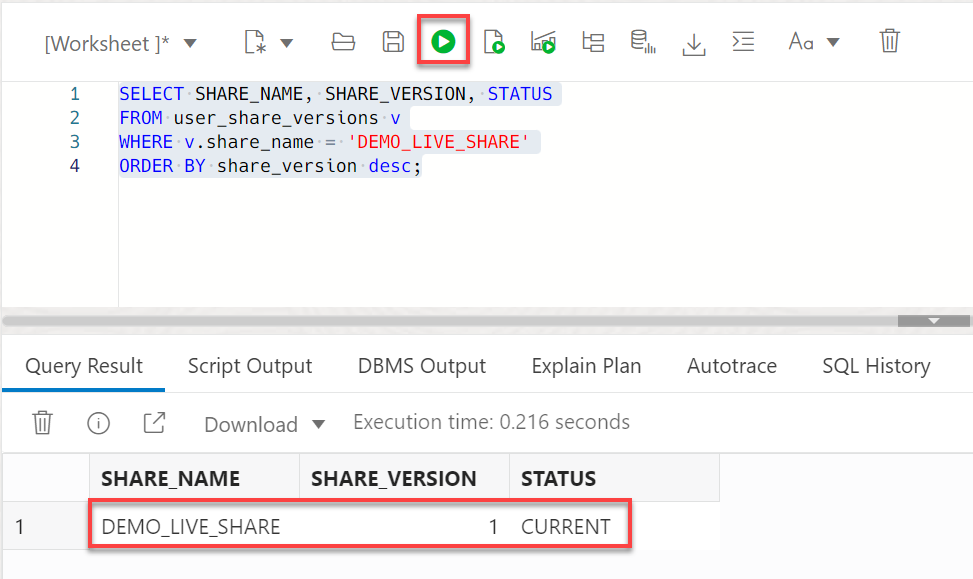 [Worksheet ]*
Aa
1 SELECT SHARE_NAME, SHARE_VERSION, STATUS
2 FROM user_share_versions v
3 WHERE v.share_name = 'DEMO_LIVE_SHARE'
4 ORDER BY share_version desc;
Query Result Script Output DBMS Output Explain Plan Autotrace SQL History
Download Execution time: 0.216 seconds
SHARE_NAME SHARE_VERSION STATUS
1 DEMO_LIVE_SHARE 1 CURRENT